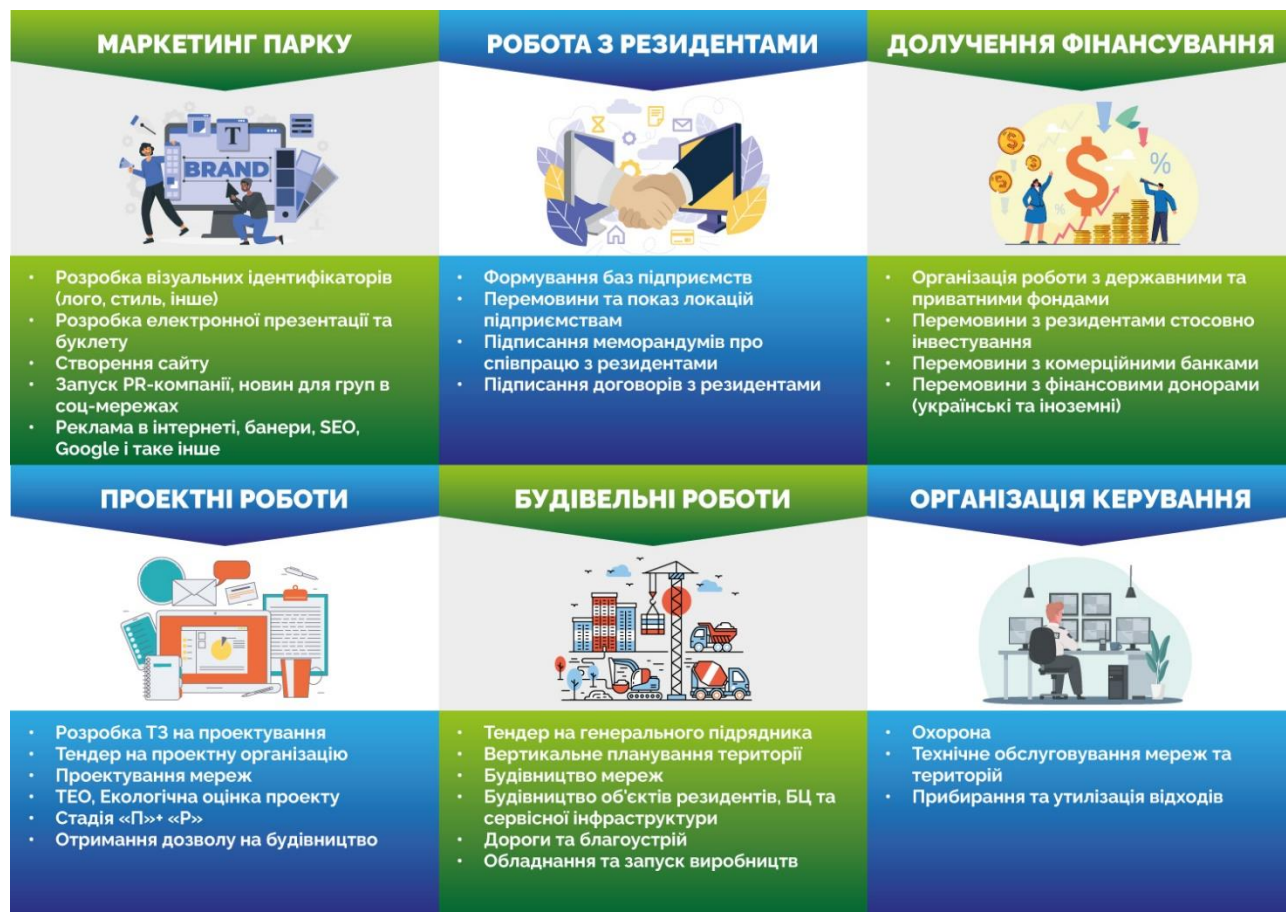 МАРКЕТИНГ ПАРКУ
T
BRAND
• Розробка візуальних ідентифікаторів
(лого, стиль, інше)
• Розробка електронної презентації та
буклету
• Створення сайту
• Запуск PR-компанії, новин для груп в
соц-мережах
• Реклама в інтернеті, банери, SEO,
Google і таке інше
РОБОТА З РЕЗИДЕНТАМИ
• Формування баз підприємств
• Перемовини та показ локацій
підприємствам
• Підписання меморандумів про
співпрацю з резидентами
• Підписання договорів з резидентами
ДОЛУЧЕННЯ ФІНАНСУВАННЯ
$
$
$
$
%
%
• Організація роботи з державними та
приватними фондами
• Перемовини з резидентами стосовно
інвестування
• Перемовини з комерційними банками
• Перемовини з фінансовими донорами
(українські та іноземні)
ПРОЕКТНІ РОБОТИ
• Розробка ТЗ на проектування
• Тендер на проектну організацію
• Проектування мереж
• ТЕО, Екологічна оцінка проекту
• Стадія «П»+ «Р»
• Отримання дозволу на будівництво
БУДІВЕЛЬНІ РОБОТИ
• Тендер на генерального підрядника
• Вертикальне планування території
• Будівництво мереж
• Будівництво об'єктів резидентів, БЦ та
сервісної інфраструктури
• Дороги та благоустрій
• Обладнання та запуск виробництв
ОРГАНІЗАЦІЯ КЕРУВАННЯ
• Охорона
• Технічне обслуговування мереж та
територій
• Прибирання та утилізація відходів